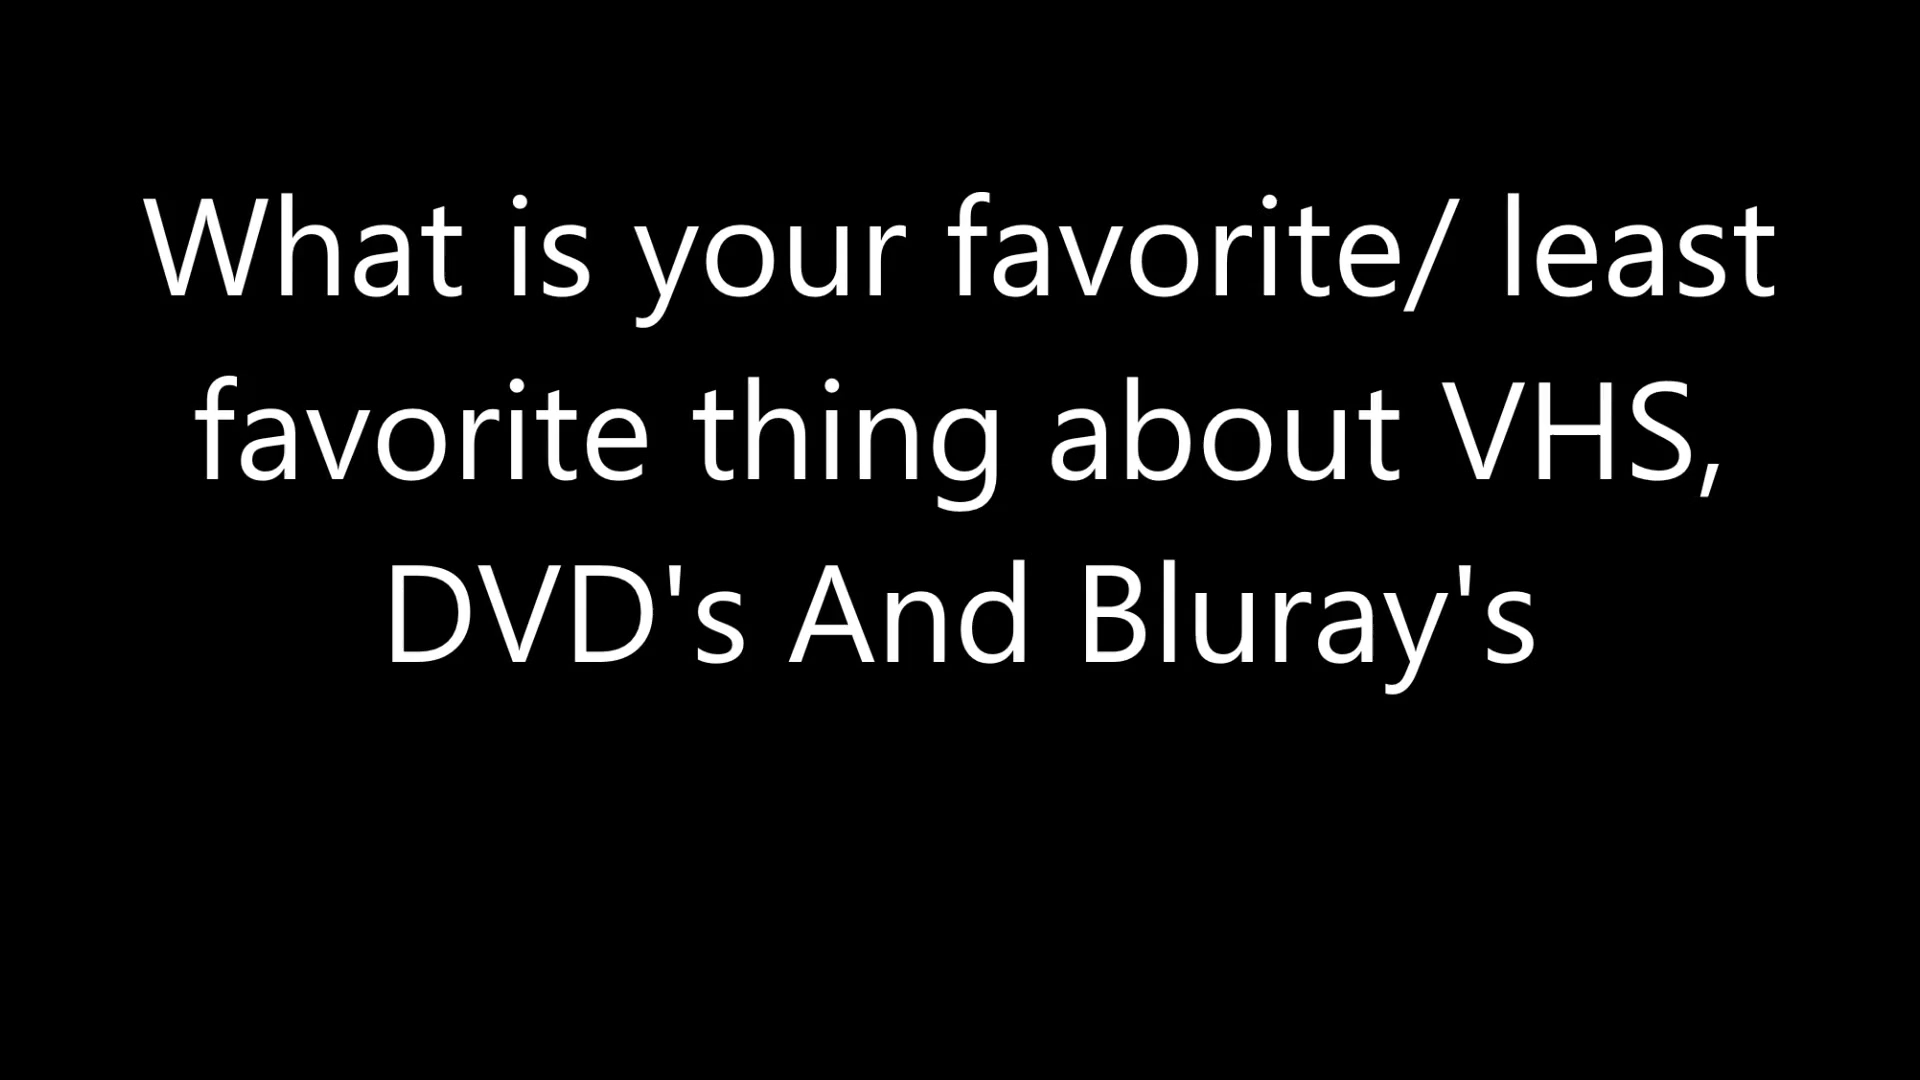 What is your favorite/ least
favorite thing about VHS,
DVD's And Bluray's